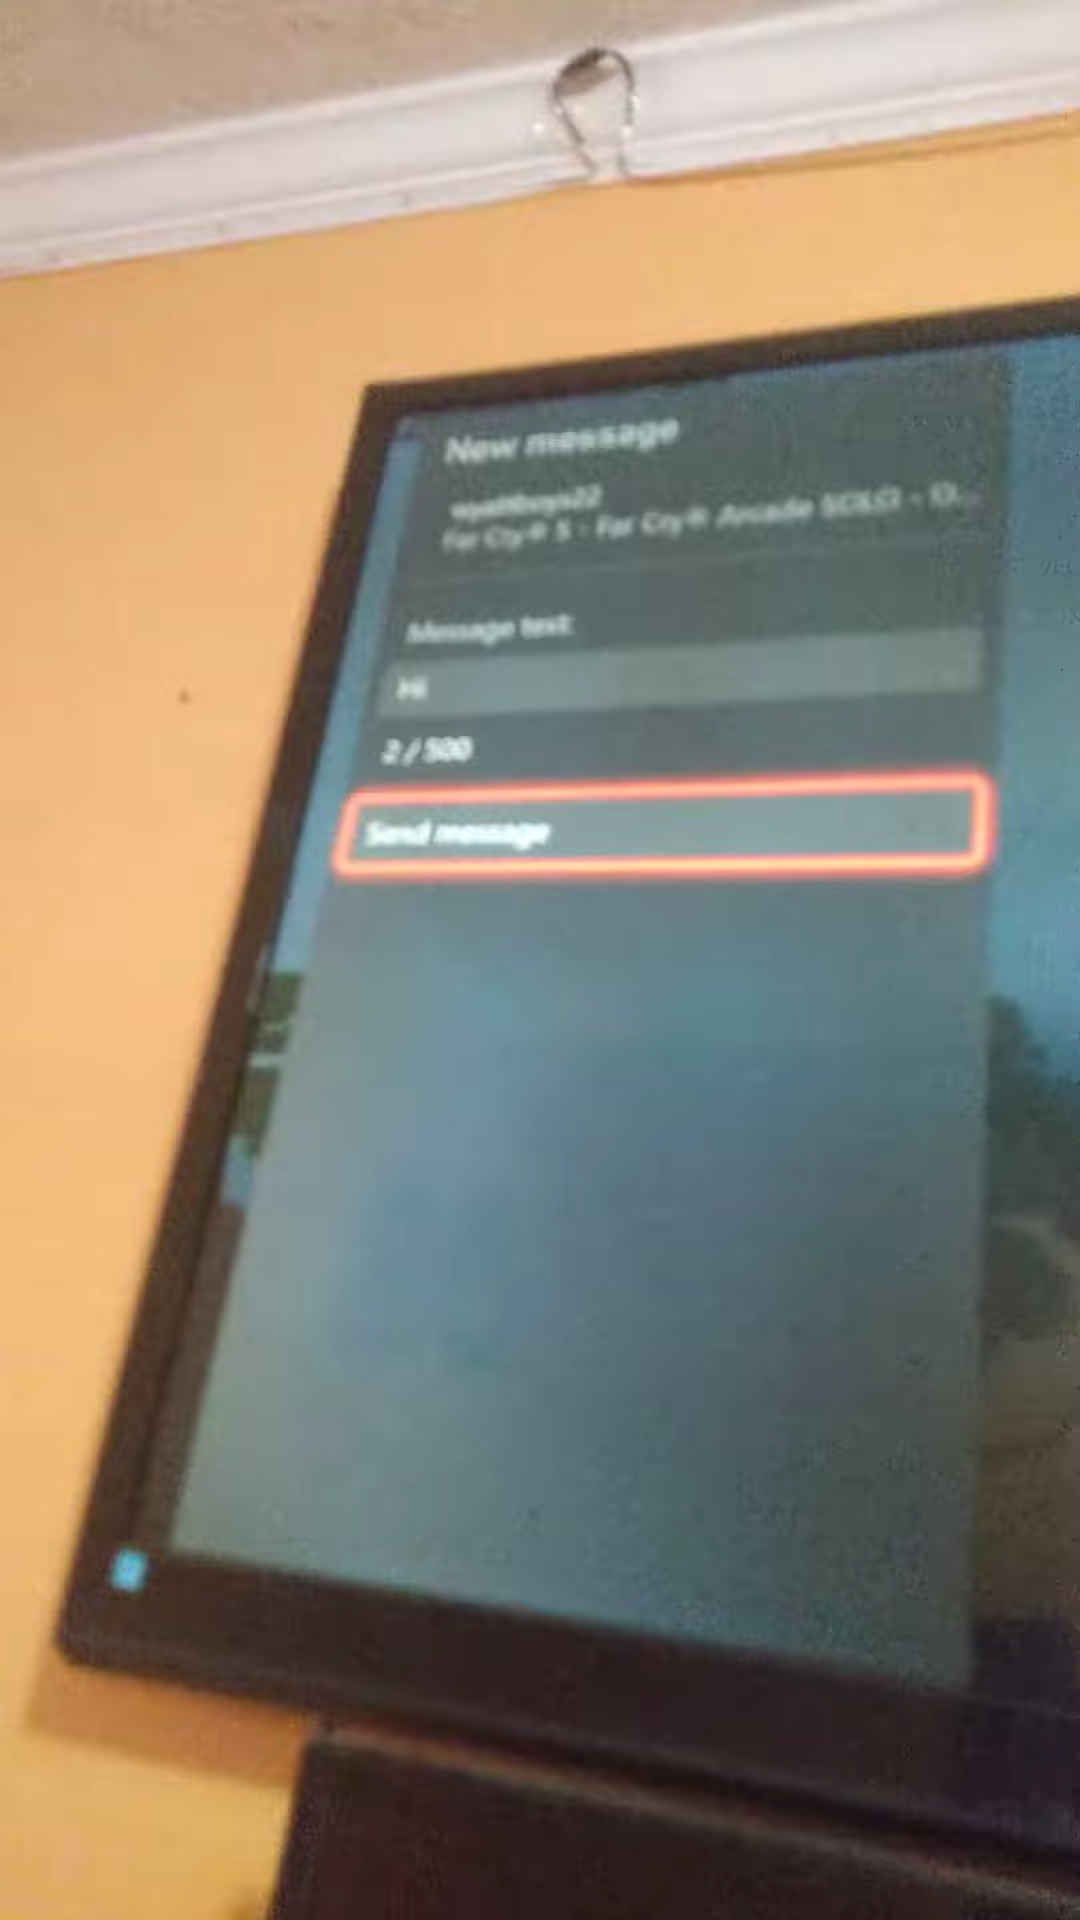 New message
Far Cry® 5 - Far Cry® Arcade SOLO - O...
Message text:
Hi
2 / 500
Send message